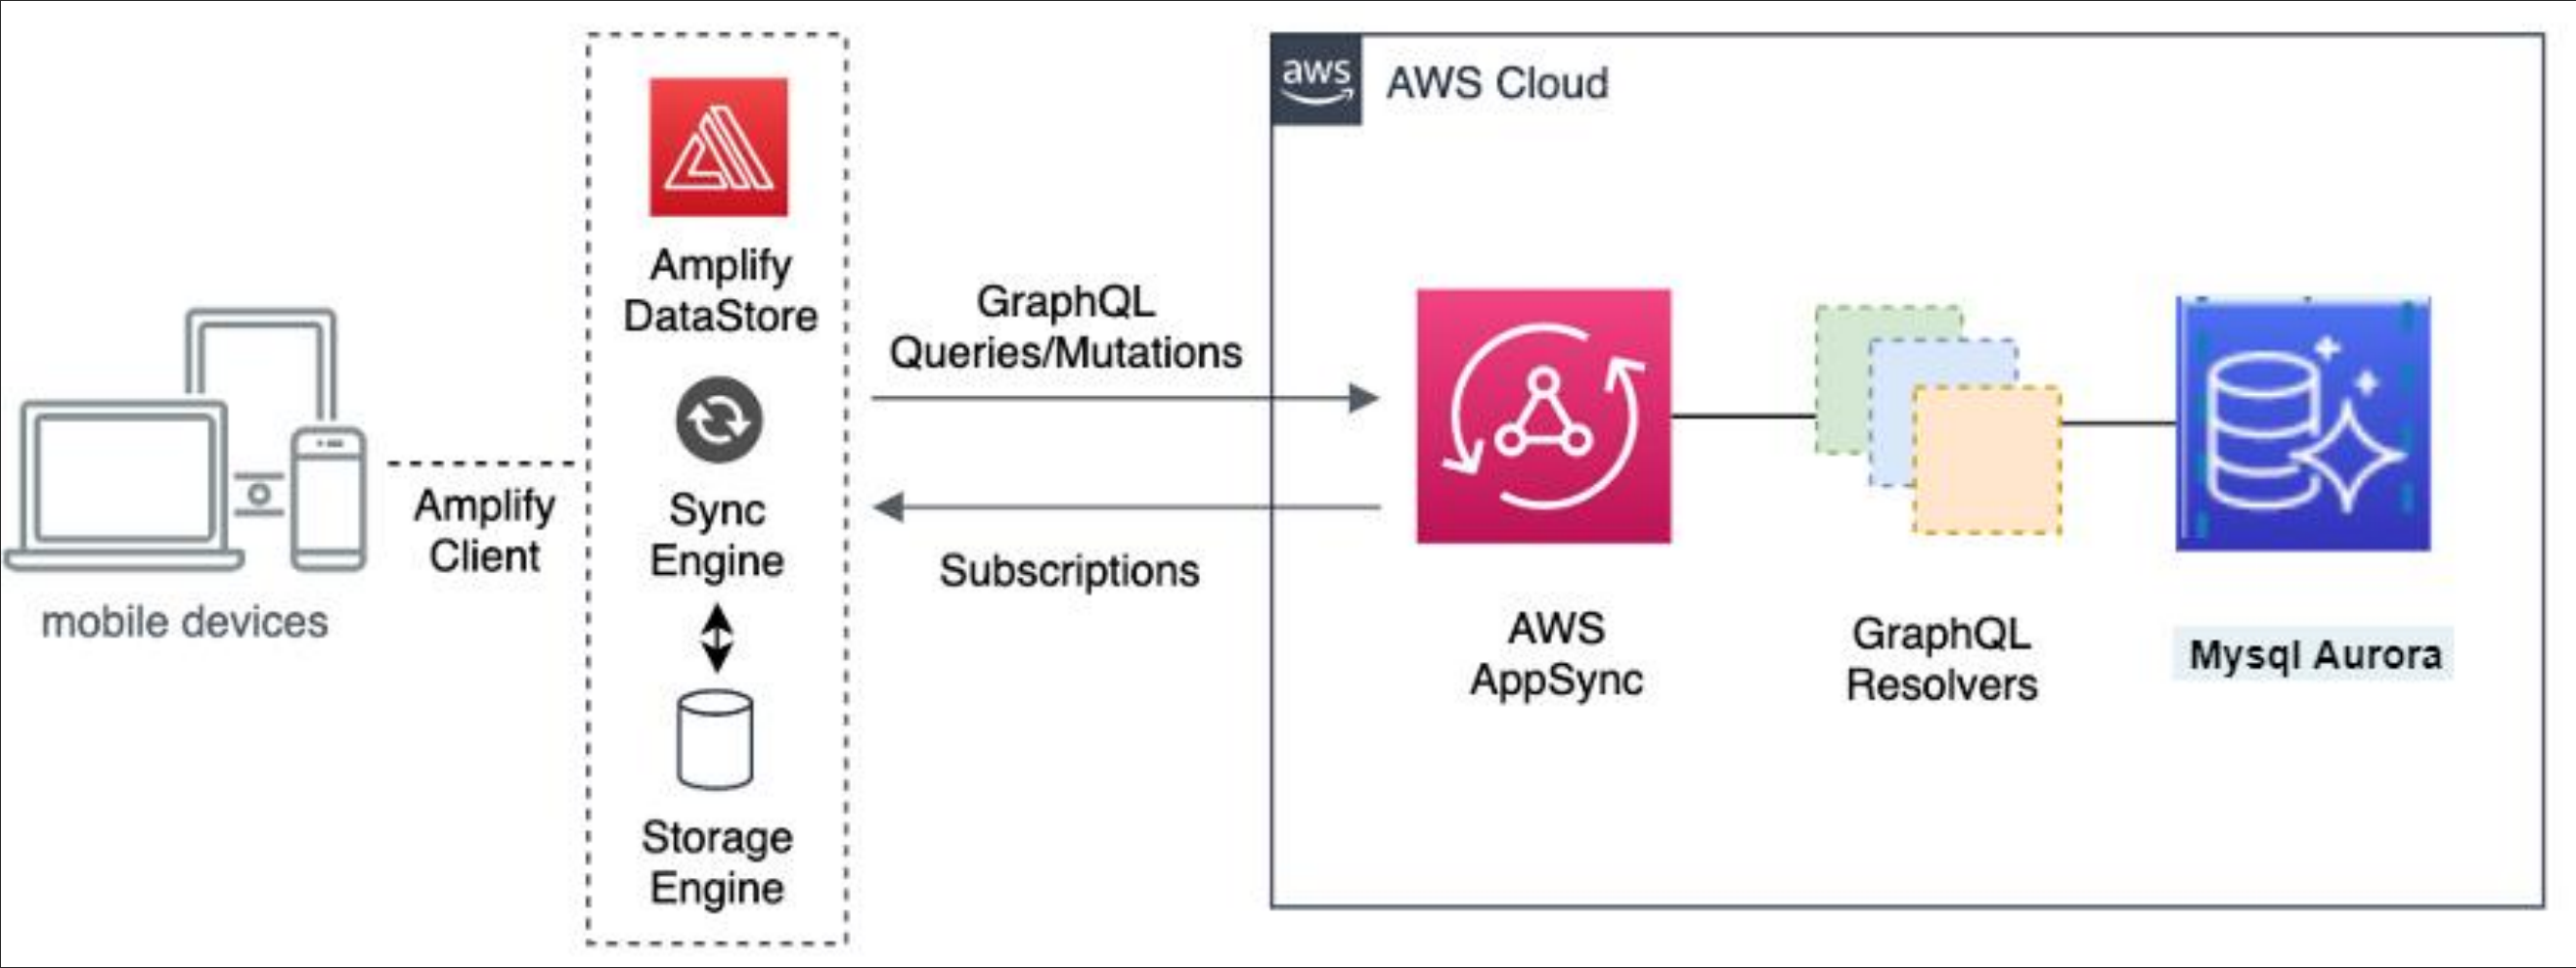 aws
AWS Cloud
Amplify
DataStore
GraphQL
Queries/Mutations
Sync
Engine
Amplify
Client
Subscriptions
mobile devices
AWS
AppSync
GraphQL
Resolvers
Mysql Aurora
Storage
Engine